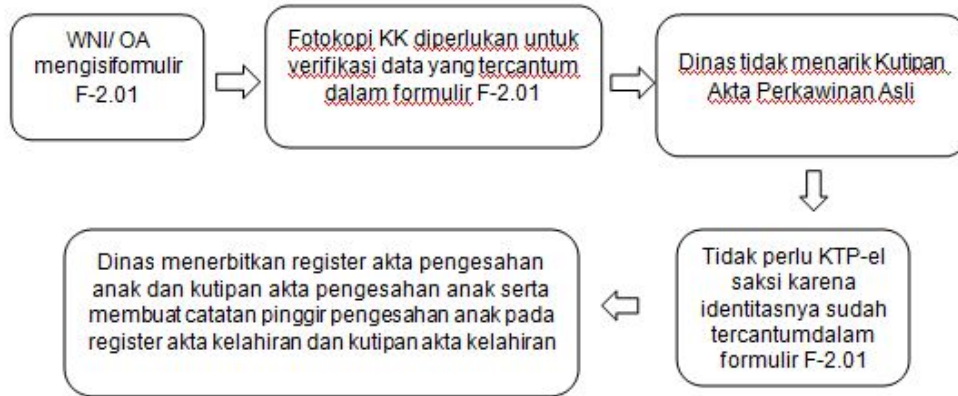 WNI/ OA
mengisiformulir
F-2.01
Fotokopi KK diperlukan untuk
verifikasi data yang tercantum
dalam formulir F-2.01
Dinas tidak menarik Kutipan
Akta Perkawinan Asli
Tidak perlu KTP-el
saksi karena
identitasnya sudah
tercantumdalam
formulir F-2.01
Dinas menerbitkan register akta pengesahan
anak dan kutipan akta pengesahan anak serta
membuat catatan pinggir pengesahan anak pada
register akta kelahiran dan kutipan akta kelahiran